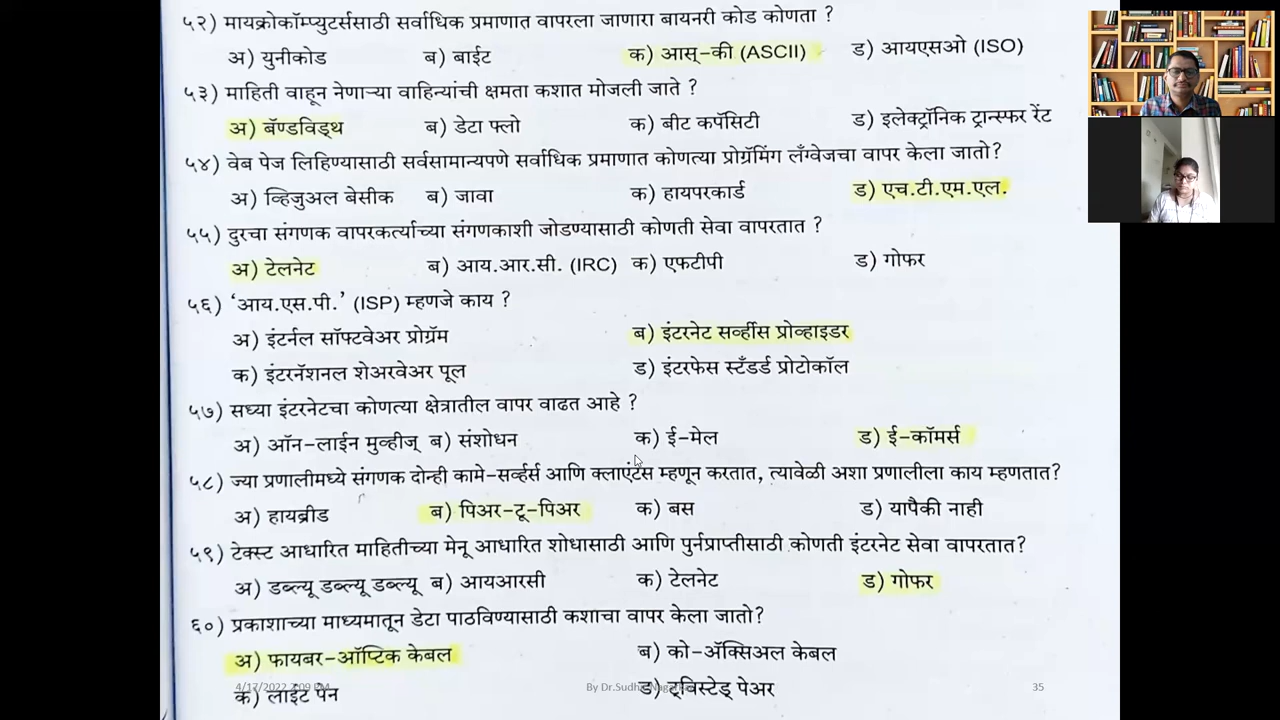 ५२) मायक्रोकॉम्प्युटर्ससाठी सर्वाधिक प्रमाणात वापरला जाणारा बायनरी कोड कोणता ?
अ) युनीकोड ब) बाईट क) आस्-की (ASCII) ड) आयएसओ (ISO)
५३) माहिती वाहून नेणाऱ्या वाहिन्यांची क्षमता कशात मोजली जाते ?
अ) बॅण्डविड्थ ब) डेटा फ्लो क) बीट कपॅसिटी ड) इलेक्ट्रॉनिक ट्रान्स्फर रेंट
५४) वेब पेज लिहिण्यासाठी सर्वसामान्यपणे सर्वाधिक प्रमाणात कोणत्या प्रोग्रॅमिंग लँग्वेजचा वापर केला जातो?
अ) व्हिजुअल बेसीक ब) जावा क) हायपरकार्ड ड) एच.टी.एम.एल.
५५) दुरचा संगणक वापरकर्त्याच्या संगणकाशी जोडण्यासाठी कोणती सेवा वापरतात ?
अ) टेलनेट ब) आय.आर.सी. (IRC) क) एफटीपी ड) गोफर
५६) ‘आय.एस.पी.’ (ISP) म्हणजे काय ?
अ) इंटर्नल सॉफ्टवेअर प्रोग्रॅम ब) इंटरनेट सर्व्हीस प्रोव्हाइडर
क) इंटरनॅशनल शेअरवेअर पूल ड) इंटरफेस स्टँडर्ड प्रोटोकॉल
५७) सध्या इंटरनेटचा कोणत्या क्षेत्रातील वापर वाढत आहे ?
अ) ऑन-लाईन मुव्हीज् ब) संशोधन क) ई-मेल ड) ई-कॉमर्स
५८) ज्या प्रणालीमध्ये संगणक दोन्ही कामे-सर्व्हर्स आणि क्लाएंटस म्हणून करतात, त्यावेळी अशा प्रणालीला काय म्हणतात?
अ) हायब्रीड ब) पिअर-टू-पिअर क) बस ड) यापैकी नाही
५९) टेक्स्ट आधारित माहितीच्या मेनू आधारित शोधासाठी आणि पुर्नप्राप्तीसाठी कोणती इंटरनेट सेवा वापरतात?
अ) डब्ल्यू डब्ल्यू डब्ल्यू ब) आयआरसी क) टेलनेट ड) गोफर
६०) प्रकाशाच्या माध्यमातून डेटा पाठविण्यासाठी कशाचा वापर केला जातो?
अ) फायबर-ऑप्टिक केबल ब) को-ॲक्सिअल केबल
क) लाईट पेन ड) ट्विस्टेड् पेअर
4/17/2022 By 35